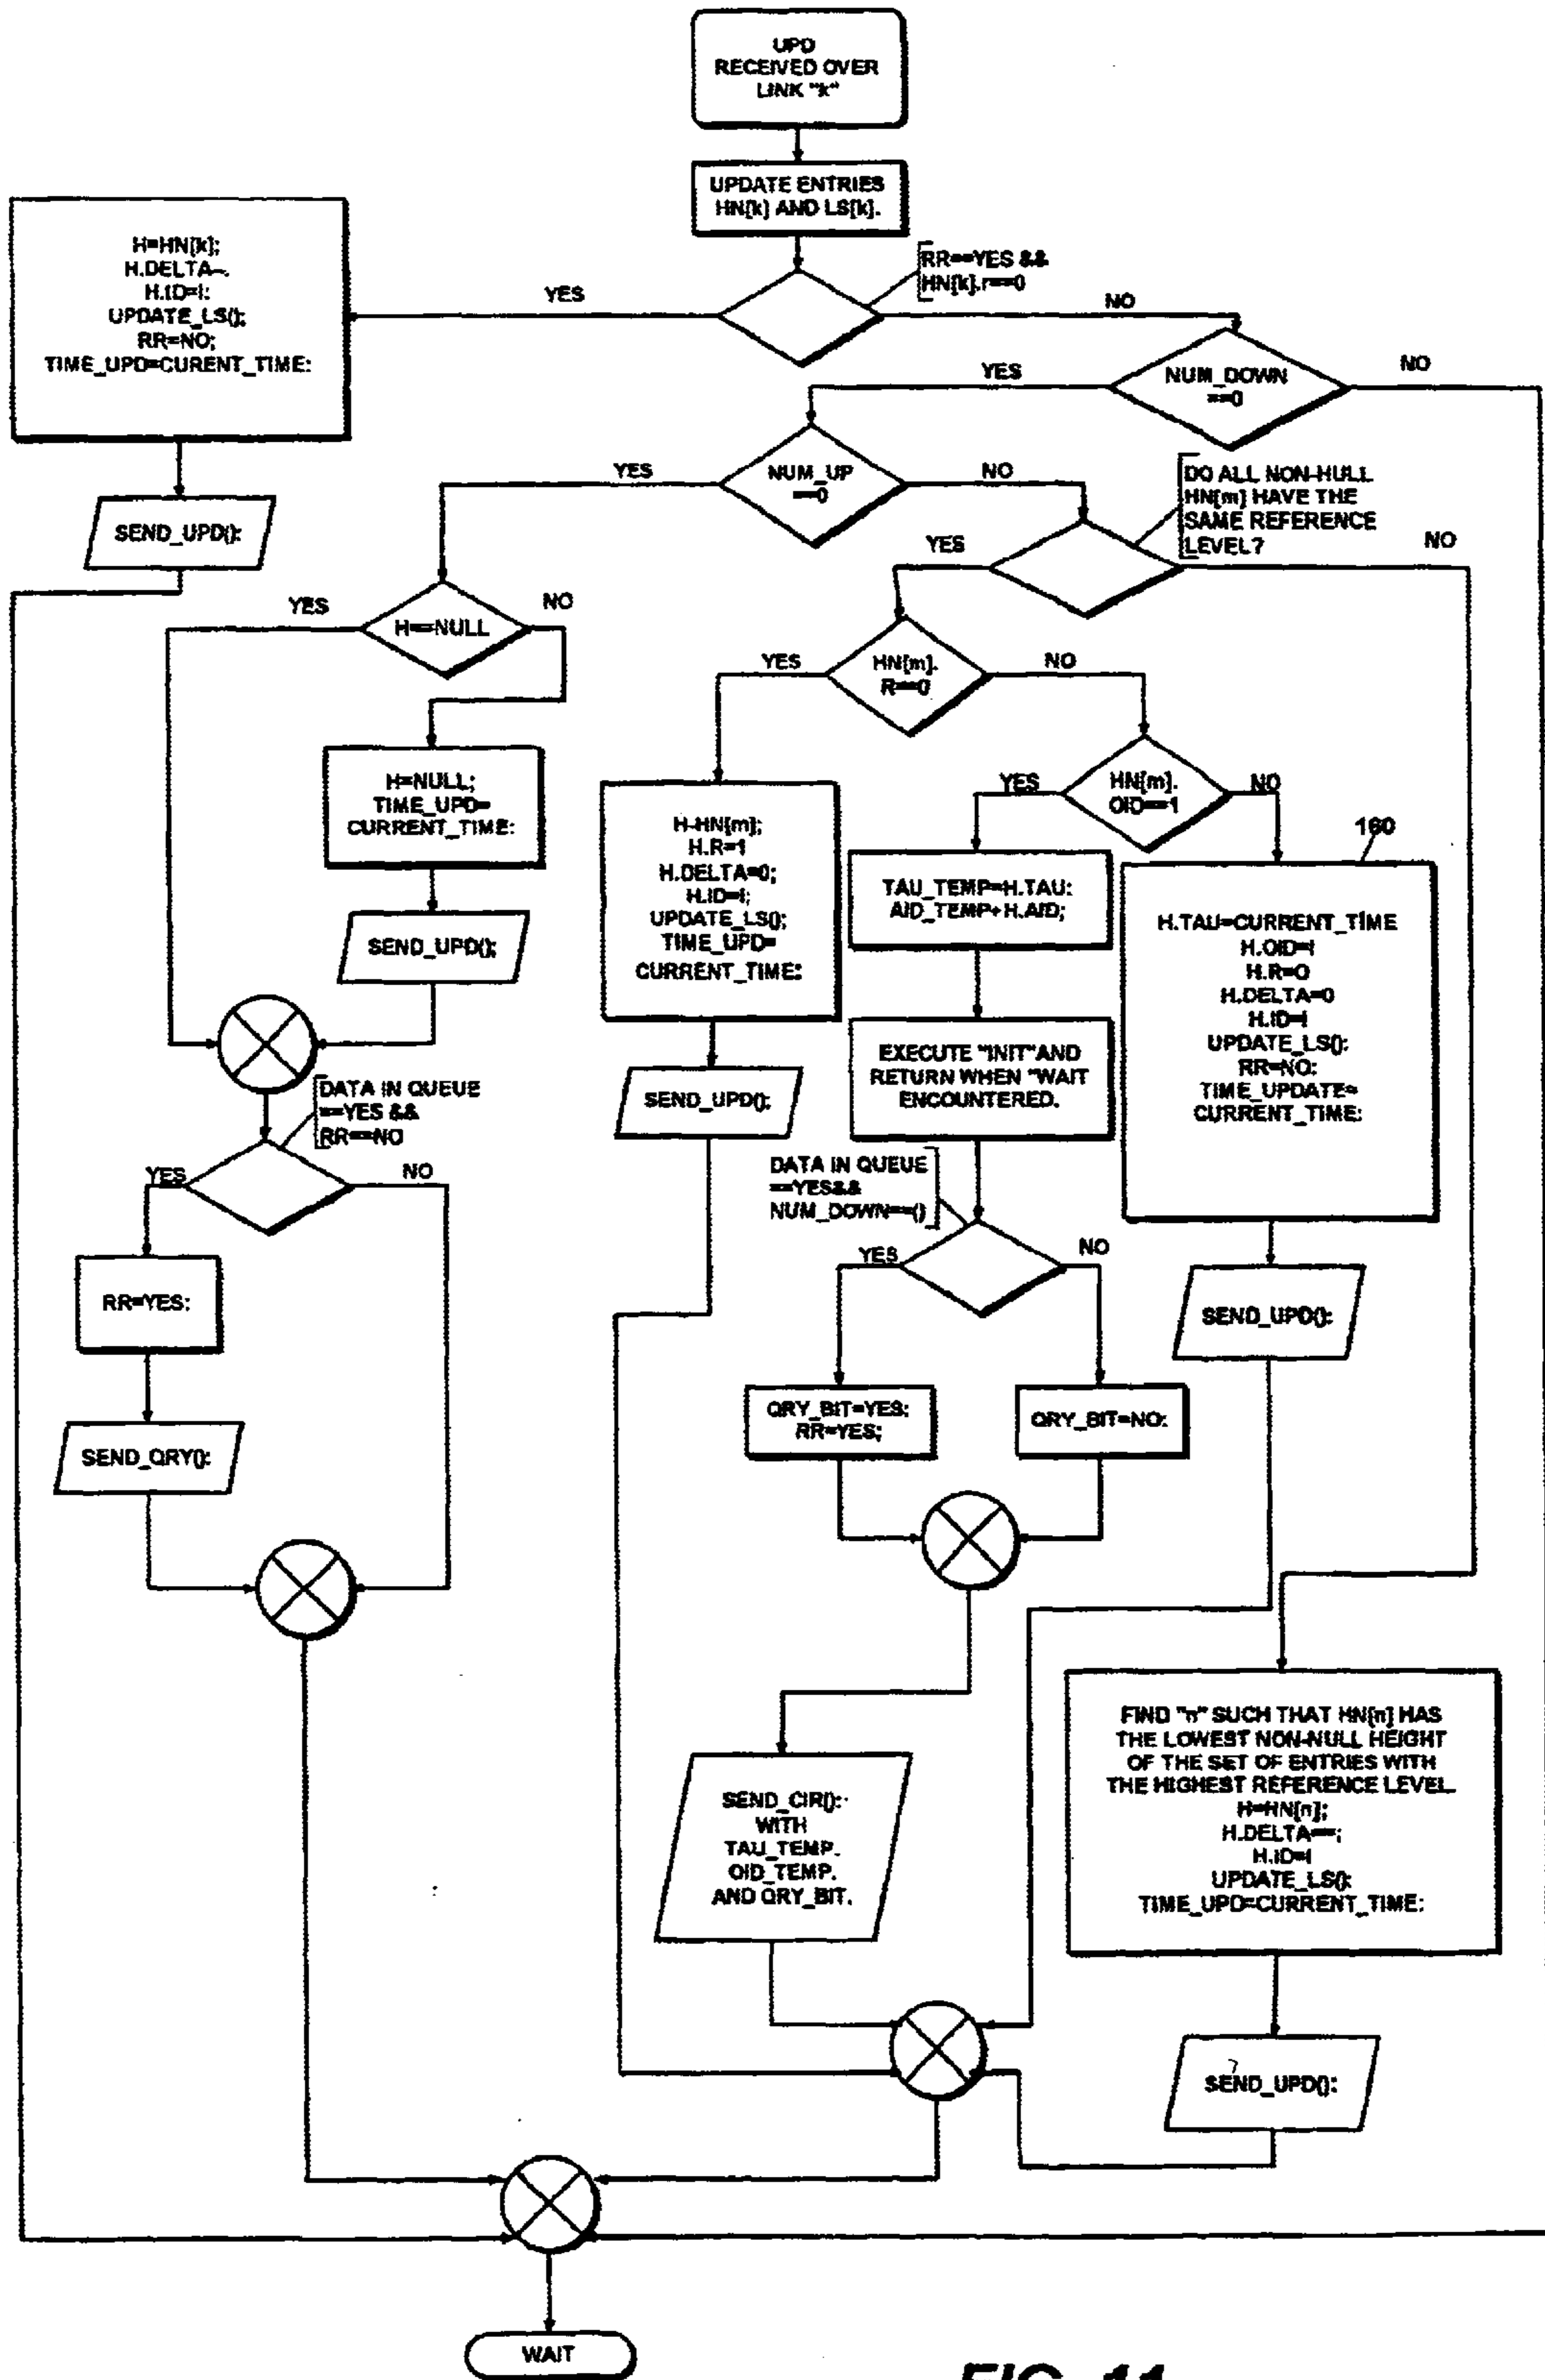 UPD
RECEIVED OVER
LINK "k"
UPDATE ENTRIES
HN[k] AND LS[k].
RR==YES &&
HN[k].r==0
YES
NO
H=HN[k];
H.DELTA--.
H.ID=I:
UPDATE_LS();
RR=NO;
TIME_UPD=CURENT_TIME:
SEND_UPD():
NUM_DOWN
==0
YES
NO
NUM_UP
==0
YES
NO
DO ALL NON-HULL
HN[m] HAVE THE
SAME REFERENCE
LEVEL?
YES
NO
H==NULL
YES
NO
HN[m].
R==0
YES
NO
H=NULL;
TIME_UPD=
CURRENT_TIME:
SEND_UPD();
HN[m].
OID==1
YES
NO
H-HN[m];
H.R=1
H.DELTA=0;
H.ID=I;
UPDATE_LS();
TIME_UPD=
CURRENT_TIME:
SEND_UPD();
TAU_TEMP=H.TAU:
AID_TEMP+H.AID;
EXECUTE "INIT"AND
RETURN WHEN "WAIT
ENCOUNTERED.
160
H.TAU=CURRENT_TIME
H.OID=I
H.R=O
H.DELTA=0
H.ID=I
UPDATE_LS():
RR=NO:
TIME_UPDATE=
CURRENT_TIME:
SEND_UPD():
DATA IN QUEUE
==YES &&
RR==NO
YES
NO
RR=YES:
SEND_QRY():
DATA IN QUEUE
==YES&&
NUM_DOWN==()
YES
NO
QRY_BIT=YES;
RR=YES;
QRY_BIT=NO:
SEND_CIR():
WITH
TAU_TEMP.
OID_TEMP.
AND QRY_BIT.
FIND "n" SUCH THAT HN[n] HAS
THE LOWEST NON-NULL HEIGHT
OF THE SET OF ENTRIES WITH
THE HIGHEST REFERENCE LEVEL.
H=HN[n];
H.DELTA==;
H.ID=I
UPDATE_LS():
TIME_UPD=CURRENT_TIME:
SEND_UPD():
WAIT
FIG. 11